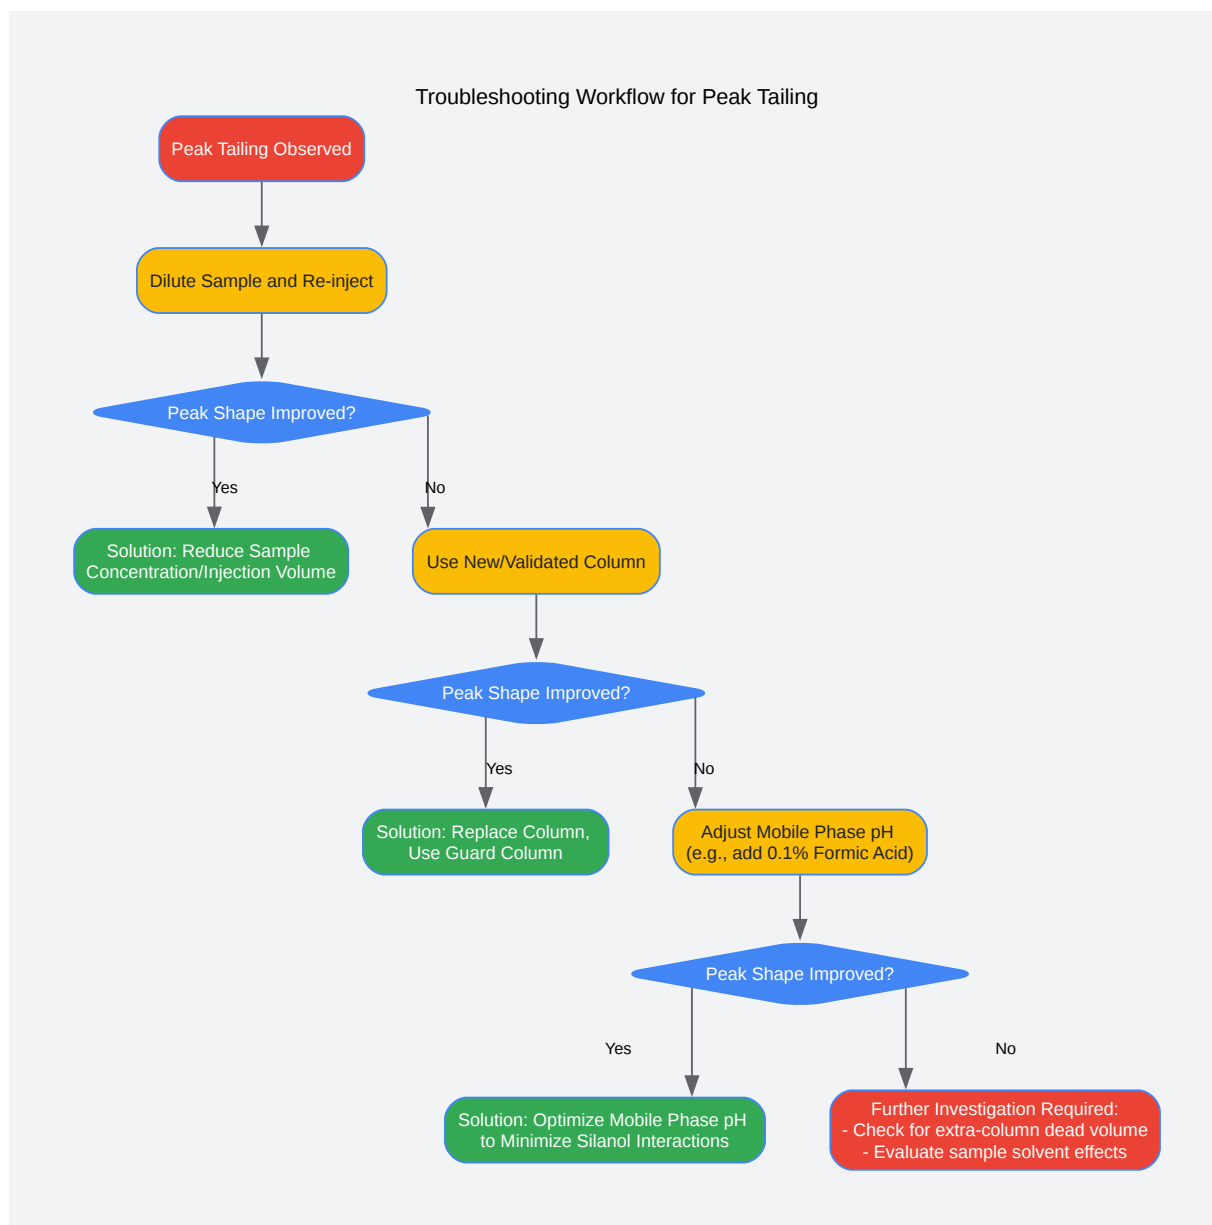 Troubleshooting Workflow for Peak Tailing
Peak Tailing Observed
Dilute Sample and Re-inject
Peak Shape Improved?
Yes
No
Solution: Reduce Sample
Concentration/Injection Volume
Use New/Validated Column
Peak Shape Improved?
Yes
No
Solution: Replace Column,
Use Guard Column
Adjust Mobile Phase pH
(e.g., add 0.1% Formic Acid)
Peak Shape Improved?
Yes
No
Solution: Optimize Mobile Phase pH
to Minimize Silanol Interactions
Further Investigation Required:
- Check for extra-column dead volume
- Evaluate sample solvent effects